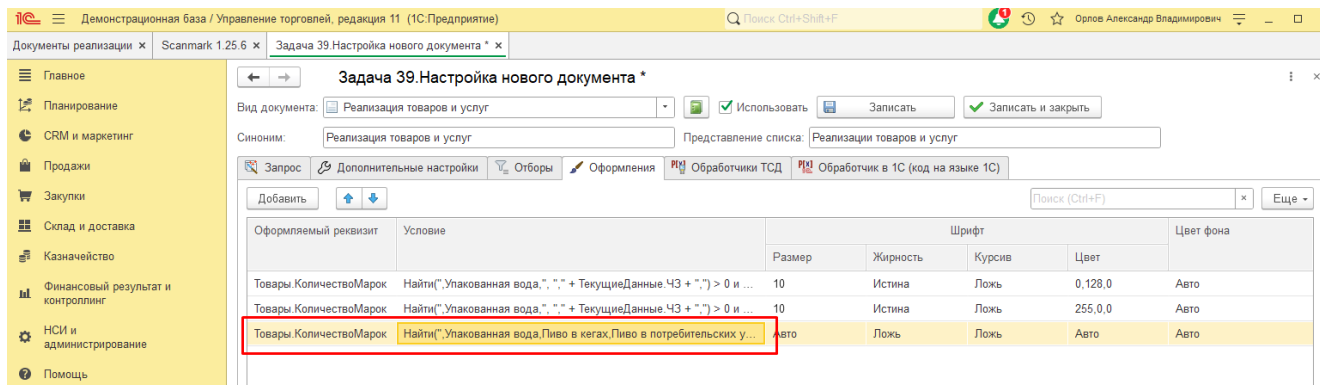 1С Демонстрационная база / Управление торговлей, редакция 11 (1С:Предприятие) Поиск Ctrl+Shift+F 1 Орлов Александр Владимирович
Документы реализации × Scanmark 1.25.6 × Задача 39.Настройка нового документа * ×
Главное
Планирование
CRM и маркетинг
Продажи
Закупки
Склад и доставка
Казначейство
Финансовый результат и
контроллинг
НСИ и
администрирование
Помощь
Задача 39.Настройка нового документа *
Вид документа: Реализация товаров и услуг Использовать Записать Записать и закрыть
Синоним: Реализация товаров и услуг Представление списка: Реализации товаров и услуг
Запрос Дополнительные настройки Отборы Оформления Обработчики ТСД Обработчик в 1С (код на языке 1С)
Добавить Поиск (Ctrl+F) × Еще
Оформляемый реквизит Условие Шрифт Цвет фона
Размер Жирность Курсив Цвет
Товары.КоличествоМарок Найти(",Упакованная вода,", "," + ТекущиеДанные.ЧЗ + ",") > 0 и ... 10 Истина Ложь 0,128,0 Авто
Товары.КоличествоМарок Найти(",Упакованная вода,", "," + ТекущиеДанные.ЧЗ + ",") > 0 и ... 10 Истина Ложь 255,0,0 Авто
Товары.КоличествоМарок Найти(",Упакованная вода,Пиво в кегах,Пиво в потребительских у... Авто Ложь Ложь Авто Авто